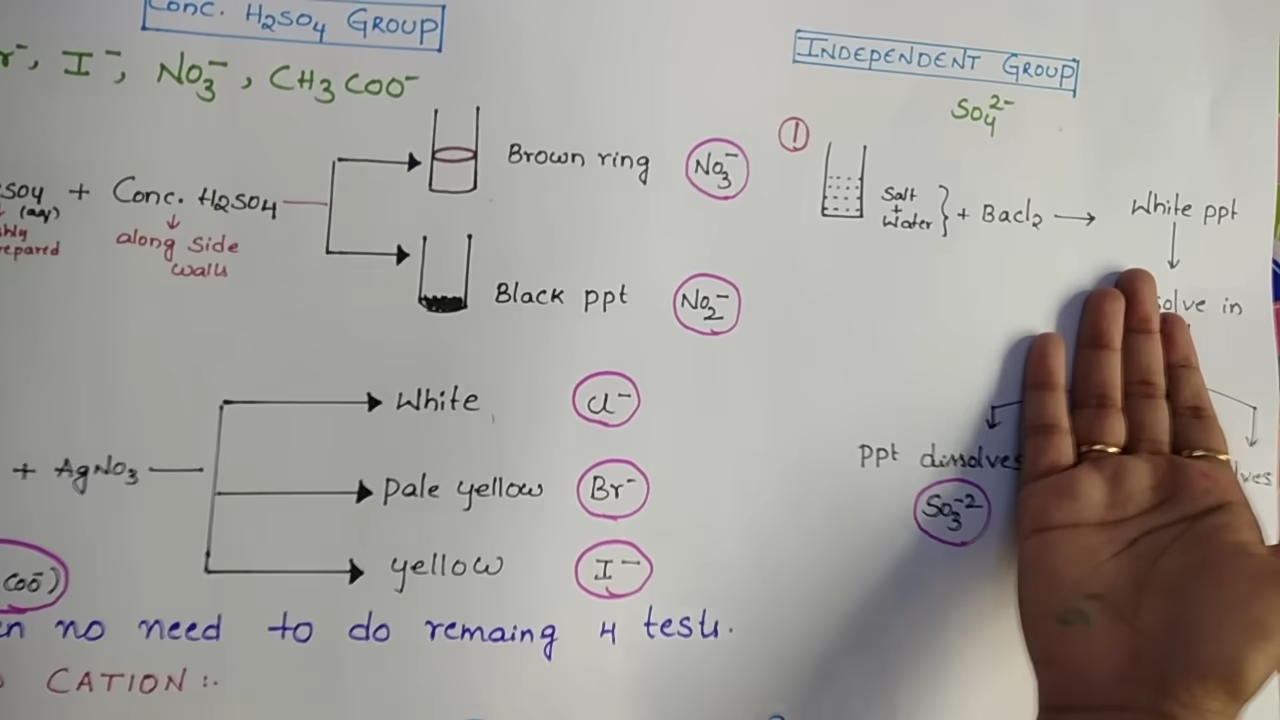 Conc. H2SO4 GROUP
I⁻, NO3⁻, CH3COO⁻
+ Conc. H2SO4
(aq)
along side
walls
Brown ring NO3⁻
Black ppt NO2⁻
+ AgNO3
White Cl⁻
pale yellow Br⁻
yellow I⁻
no need to do remaing 4 tests.
CATION :-
INDEPENDENT GROUP
SO4²⁻
1
Salt
+
Water } + BaCl2 → White ppt
in
ppt dissolves
SO3⁻²